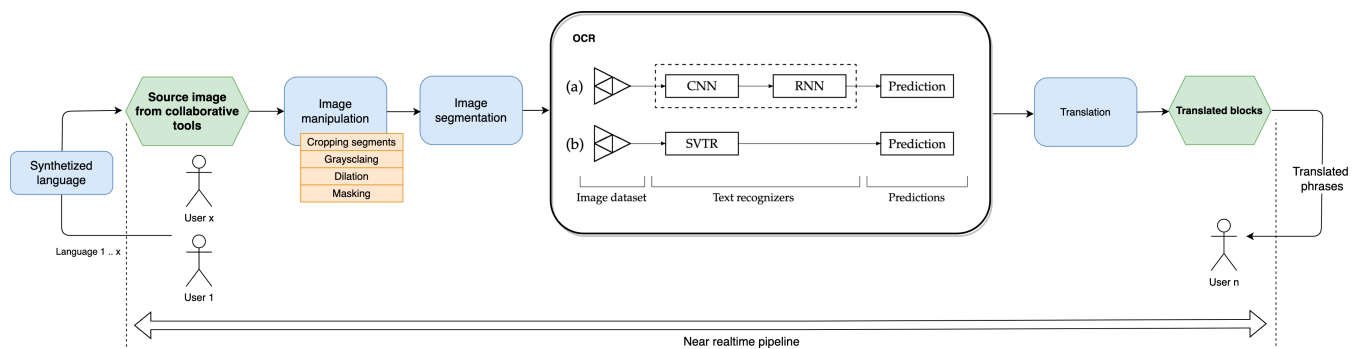 OCR
Source image
from collaborative
tools
Image
manipulation
Cropping segments
Graysclaing
Dilation
Masking
Image
segmentation
(a)
CNN
RNN
Prediction
(b)
SVTR
Prediction
Image dataset
Text recognizers
Predictions
Translation
Translated blocks
Translated
phrases
Synthetized
language
User x
Language 1 .. x
User 1
User n
Near realtime pipeline